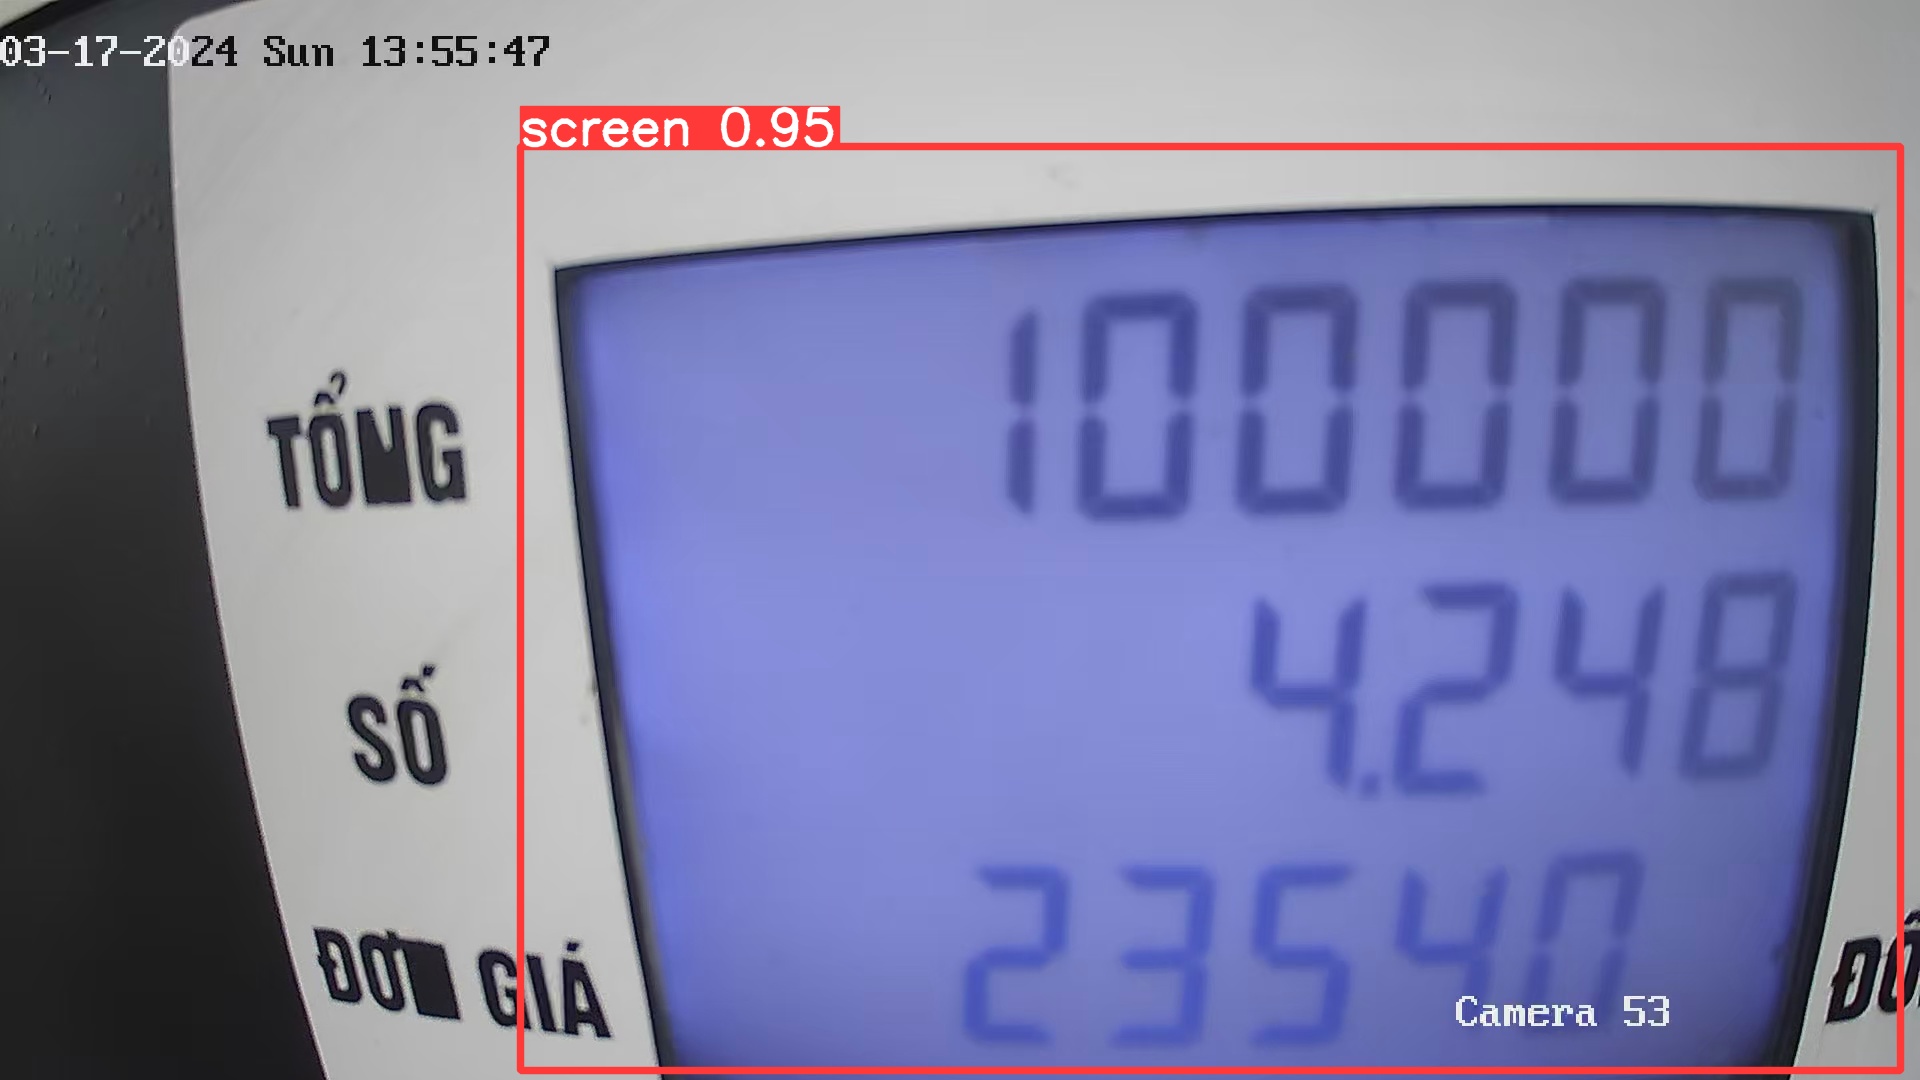 03-17-2024 Sun 13:55:47
screen 0.95
TỔNG 100000
SỐ 4.248
ĐƠN GIÁ 23540
Camera 53